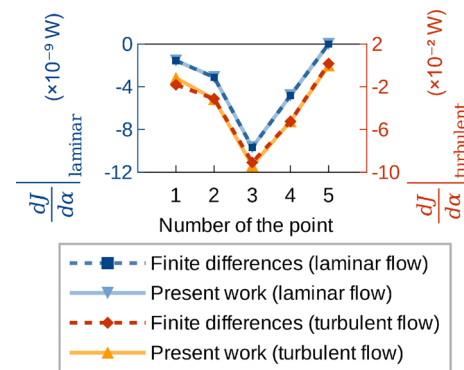 (×10⁻⁹ W)
dJ/dα|laminar
0
-4
-8
-12
2
-2
-6
-10
(×10⁻² W)
dJ/dα|turbulent
1 2 3 4 5
Number of the point
Finite differences (laminar flow)
Present work (laminar flow)
Finite differences (turbulent flow)
Present work (turbulent flow)